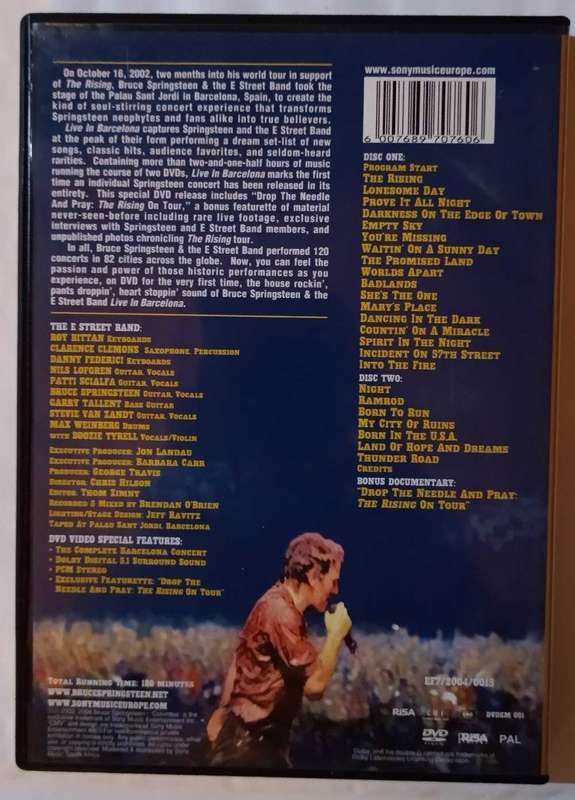 On October 16, 2002, two months into his world tour in support
of The Rising, Bruce Springsteen & the E Street Band took the
stage of the Palau Sant Jordi in Barcelona, Spain, to create the
kind of soul-stirring concert experience that transforms
Springsteen neophytes and fans alike into true believers.
Live In Barcelona captures Springsteen and the E Street Band
at the peak of their form performing a dream set-list of new
songs, classic hits, audience favorites, and seldom-heard
rarities. Containing more than two-and-one-half hours of music
running the course of two DVDs, Live In Barcelona marks the first
time an individual Springsteen concert has been released in its
entirety. This special DVD release includes "Drop The Needle
And Pray: The Rising On Tour," a bonus featurette of material
never-seen-before including rare live footage, exclusive
interviews with Springsteen and E Street Band members, and
unpublished photos chronicling The Rising tour.
In all, Bruce Springsteen & the E Street Band performed 120
concerts in 82 cities across the globe. Now, you can feel the
passion and power of those historic performances as you
experience, on DVD for the very first time, the house rockin',
pants droppin', heart stoppin' sound of Bruce Springsteen & the
E Street Band Live In Barcelona.
THE E STREET BAND:
ROY BITTAN KEYBOARDS
CLARENCE CLEMONS SAXOPHONE, PERCUSSION
DANNY FEDERICI KEYBOARDS
NILS LOFGREN GUITAR, VOCALS
PATTI SCIALFA GUITAR, VOCALS
BRUCE SPRINGSTEEN GUITAR, VOCALS
GARRY TALLENT BASS GUITAR
STEVIE VAN ZANDT GUITAR, VOCALS
MAX WEINBERG DRUMS
WITH SOOZIE TYRELL VOCALS/VIOLIN
EXECUTIVE PRODUCER: JON LANDAU
EXECUTIVE PRODUCER: BARBARA CARR
PRODUCER: GEORGE TRAVIS
DIRECTOR: CHRIS HILSON
EDITOR: THOM ZIMNY
RECORDED & MIXED BY BRENDAN O'BRIEN
LIGHTING/STAGE DESIGN: JEFF RAVITZ
TAPED AT PALAU SANT JORDI, BARCELONA
DVD VIDEO SPECIAL FEATURES:
• THE COMPLETE BARCELONA CONCERT
• DOLBY DIGITAL 5.1 SURROUND SOUND
• PCM STEREO
• EXCLUSIVE FEATURETTE: "DROP THE
NEEDLE AND PRAY: THE RISING ON TOUR"
TOTAL RUNNING TIME: 180 MINUTES
WWW.BRUCESPRINGSTEEN.NET
WWW.SONYMUSICEUROPE.COM
www.sonymusiceurope.com
6 007689 707606
DISC ONE:
PROGRAM START
THE RISING
LONESOME DAY
PROVE IT ALL NIGHT
DARKNESS ON THE EDGE OF TOWN
EMPTY SKY
YOU'RE MISSING
WAITIN' ON A SUNNY DAY
THE PROMISED LAND
WORLDS APART
BADLANDS
SHE'S THE ONE
MARY'S PLACE
DANCING IN THE DARK
COUNTIN' ON A MIRACLE
SPIRIT IN THE NIGHT
INCIDENT ON 57TH STREET
INTO THE FIRE
DISC TWO:
NIGHT
RAMROD
BORN TO RUN
MY CITY OF RUINS
BORN IN THE U.S.A.
LAND OF HOPE AND DREAMS
THUNDER ROAD
CREDITS
BONUS DOCUMENTARY:
"DROP THE NEEDLE AND PRAY:
THE RISING ON TOUR"
EF7/2004/0013
RiSA
DVDSM 001
DVD
RiSA
PAL